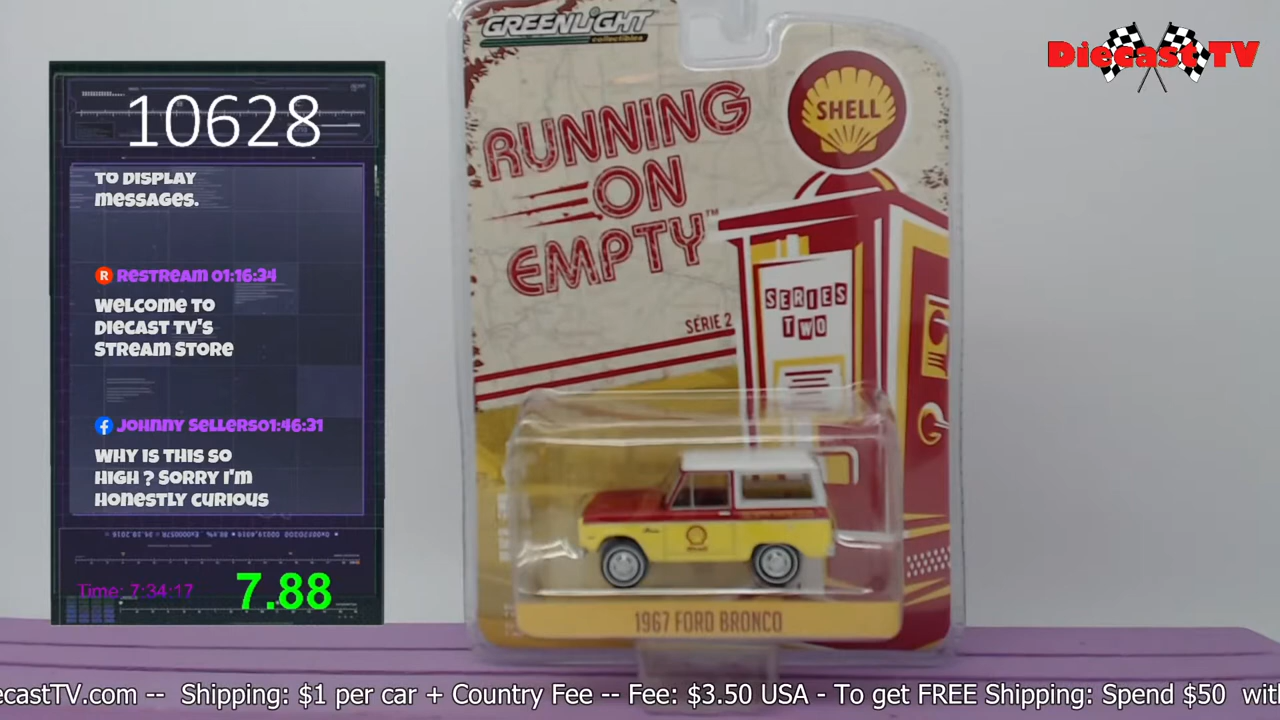 GREENLIGHT
collectibles
Diecast TV
10628
TO DISPLAY
MESSAGES.
RESTREAM 01:16:34
WELCOME TO
DIECAST TV'S
STREAM STORE
JOHNNY SELLERS01:46:31
WHY IS THIS SO
HIGH ? SORRY I'M
HONESTLY CURIOUS
Time: 7:34:17
7.88
RUNNING
ON
EMPTY™
SHELL
SERIES
TWO
SÉRIE 2
1967 FORD BRONCO
ecastTV.com -- Shipping: $1 per car + Country Fee -- Fee: $3.50 USA - To get FREE Shipping: Spend $50 with